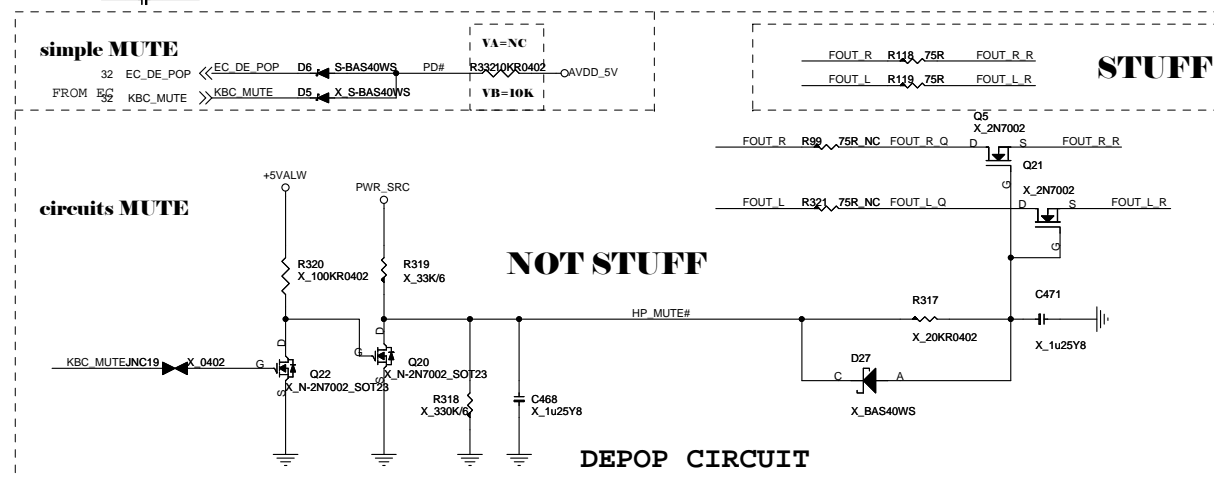 simple MUTE
VA=NC
32 EC_DE_POP EC_DE_POP D6 S-BAS40WS PD# R332 10KR0402 AVDD_5V
FROM EC
32 KBC_MUTE KBC_MUTE D5 X_S-BAS40WS VB=10K
FOUT_R R118 75R FOUT_R_R
FOUT_L R119 75R FOUT_L_R
STUFF
Q5
X_2N7002
FOUT_R R99 75R_NC FOUT_R_Q D S FOUT_R_R
G
Q21
X_2N7002
FOUT_L R321 75R_NC FOUT_L_Q D S FOUT_L_R
G
circuits MUTE
+5VALW
PWR_SRC
NOT STUFF
R320
X_100KR0402
R319
X_33K/6
HP_MUTE#
R317
X_20KR0402
C471
X_1u25Y8
KBC_MUTE JNC19 X_0402
G
D
S
Q22
X_N-2N7002_SOT23
G
D
S
Q20
X_N-2N7002_SOT23
R318
X_330K/6
C468
X_1u25Y8
D27
C A
X_BAS40WS
DEPOP CIRCUIT